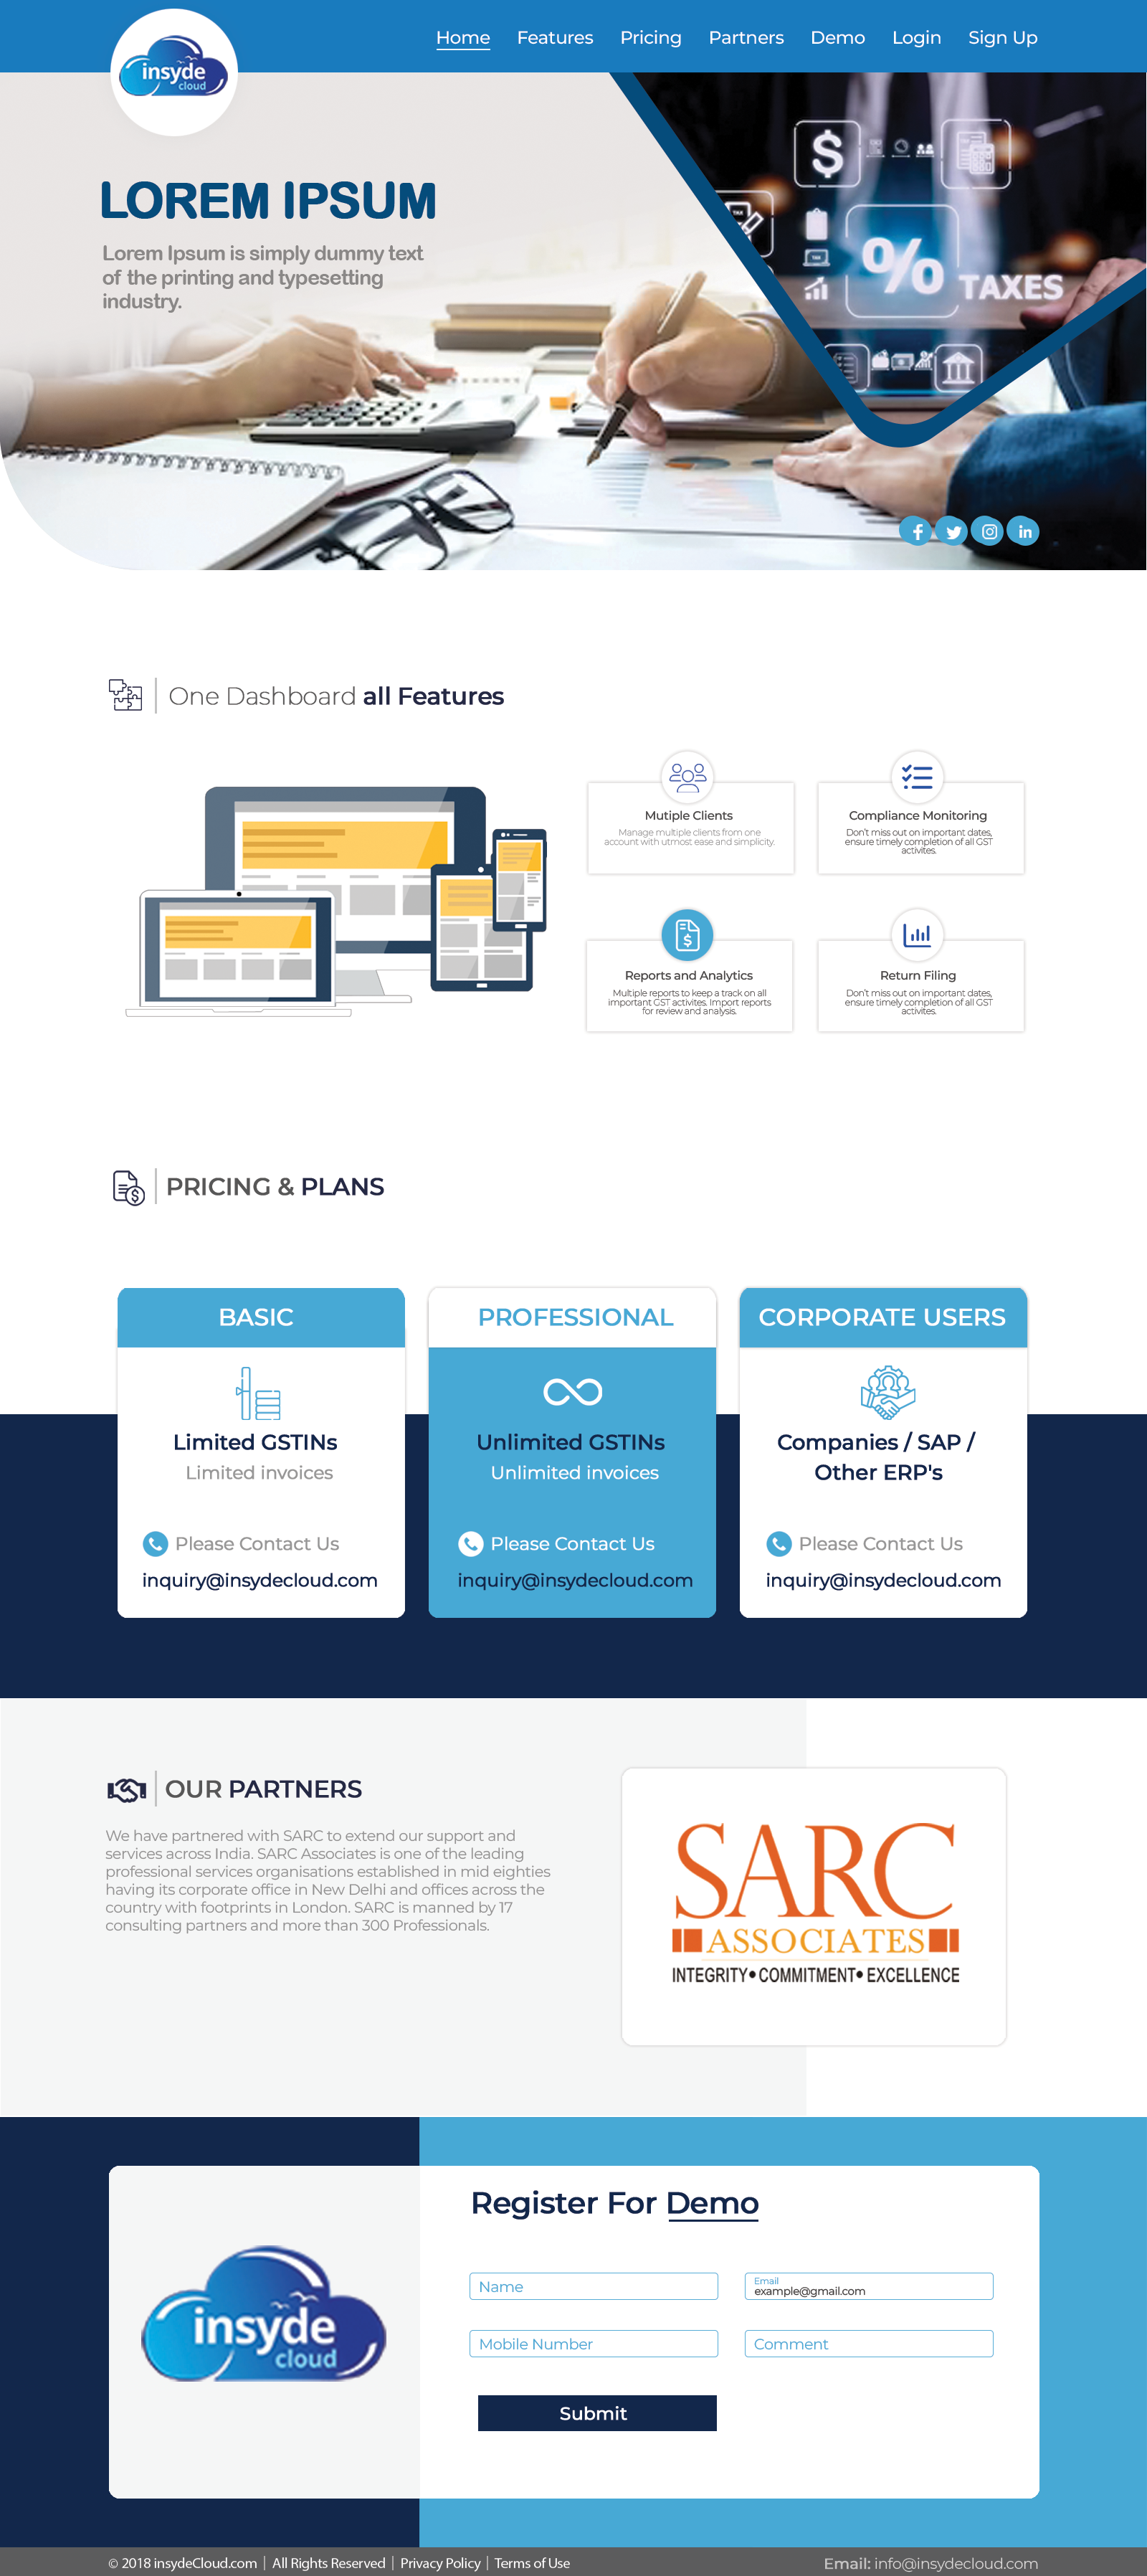 insyde
cloud
Home Features Pricing Partners Demo Login Sign Up
LOREM IPSUM
Lorem Ipsum is simply dummy text
of the printing and typesetting
industry.
$
TAX
TAX
% TAXES
One Dashboard all Features
Mutiple Clients
Manage multiple clients from one
account with utmost ease and simplicity.
Compliance Monitoring
Don't miss out on important dates,
ensure timely completion of all GST
activites.
Reports and Analytics
Multiple reports to keep a track on all
important GST activites. Import reports
for review and analysis.
Return Filing
Don't miss out on important dates,
ensure timely completion of all GST
activites.
PRICING & PLANS
BASIC
Limited GSTINs
Limited invoices
Please Contact Us
inquiry@insydecloud.com
PROFESSIONAL
Unlimited GSTINs
Unlimited invoices
Please Contact Us
inquiry@insydecloud.com
CORPORATE USERS
Companies / SAP /
Other ERP's
Please Contact Us
inquiry@insydecloud.com
OUR PARTNERS
We have partnered with SARC to extend our support and
services across India. SARC Associates is one of the leading
professional services organisations established in mid eighties
having its corporate office in New Delhi and offices across the
country with footprints in London. SARC is manned by 17
consulting partners and more than 300 Professionals.
SARC
ASSOCIATES
INTEGRITY•COMMITMENT•EXCELLENCE
insyde
cloud
Register For Demo
Name
Email
example@gmail.com
Mobile Number
Comment
Submit
© 2018 insydeCloud.com | All Rights Reserved | Privacy Policy | Terms of Use
Email: info@insydecloud.com